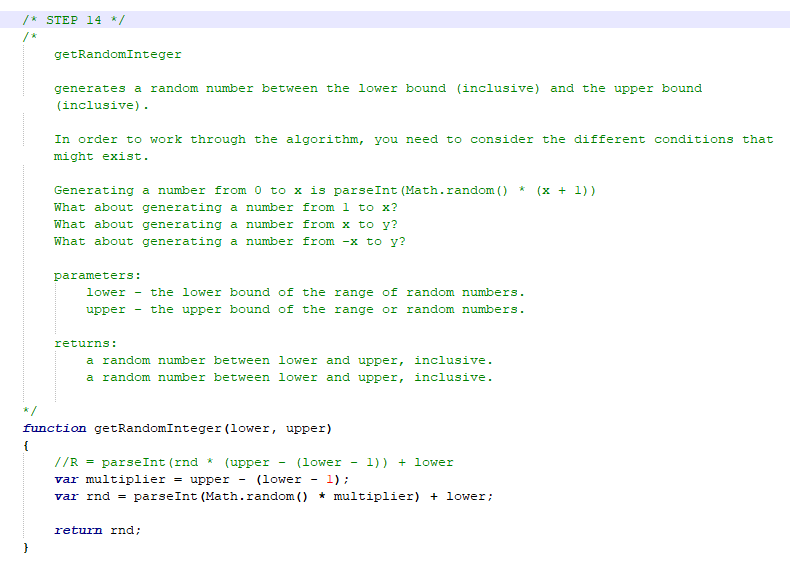 /* STEP 14 */
/*
getRandomInteger
generates a random number between the lower bound (inclusive) and the upper bound
(inclusive).
In order to work through the algorithm, you need to consider the different conditions that
might exist.
Generating a number from 0 to x is parseInt(Math.random() * (x + 1))
What about generating a number from 1 to x?
What about generating a number from x to y?
What about generating a number from -x to y?
parameters:
lower - the lower bound of the range of random numbers.
upper - the upper bound of the range or random numbers.
returns:
a random number between lower and upper, inclusive.
a random number between lower and upper, inclusive.
*/
function getRandomInteger(lower, upper)
{
//R = parseInt(rnd * (upper - (lower - 1)) + lower
var multiplier = upper - (lower - 1);
var rnd = parseInt(Math.random() * multiplier) + lower;
return rnd;
}